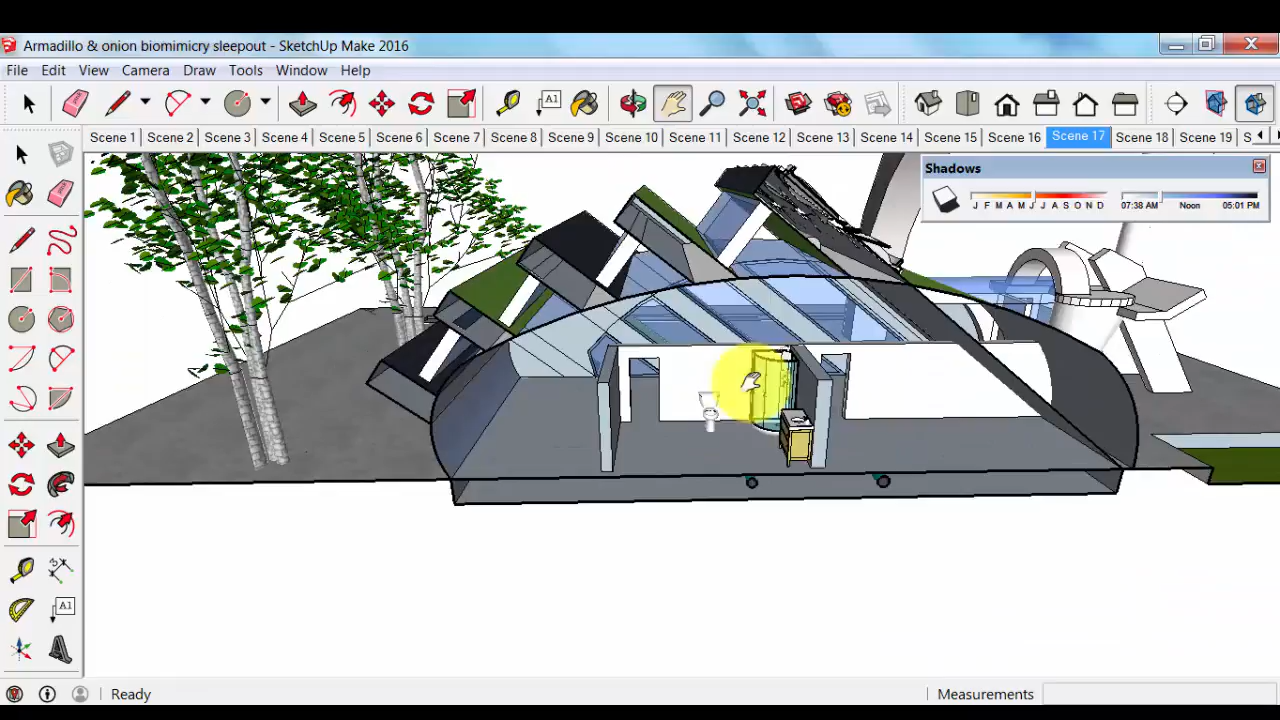 Armadillo & onion biomimicry sleepout - SketchUp Make 2016
File Edit View Camera Draw Tools Window Help
A1
Scene 1 Scene 2 Scene 3 Scene 4 Scene 5 Scene 6 Scene 7 Scene 8 Scene 9 Scene 10 Scene 11 Scene 12 Scene 13 Scene 14 Scene 15 Scene 16 Scene 17 Scene 18 Scene 19 S
Shadows
J F M A M J J A S O N D 07:38 AM Noon 05:01 PM
A1
Ready Measurements